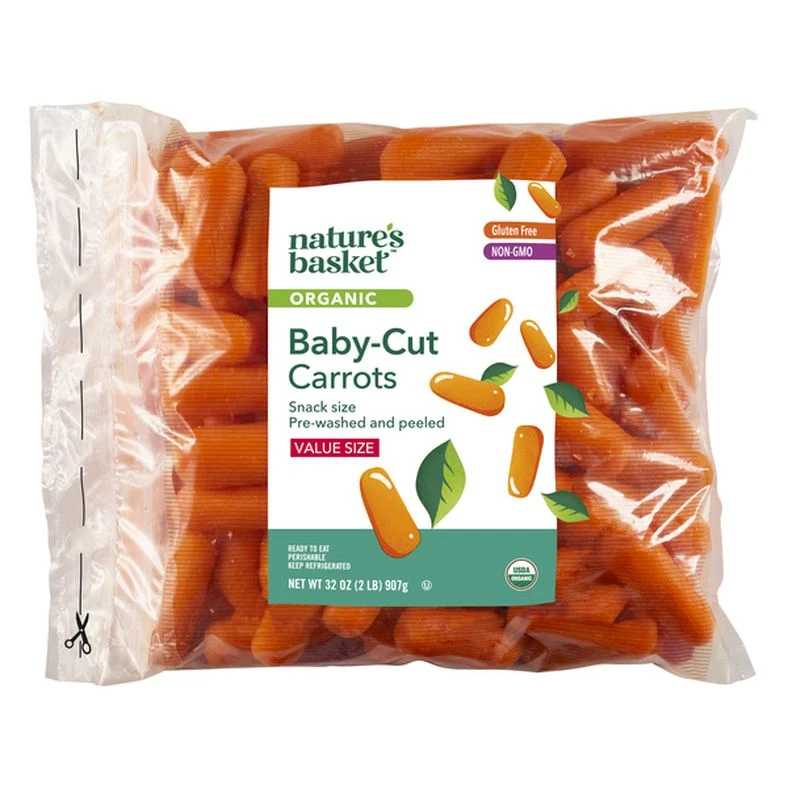 nature's
basket™
ORGANIC
Baby-Cut
Carrots
Snack size
Pre-washed and peeled
VALUE SIZE
Gluten Free
NON-GMO
READY TO EAT
PERISHABLE
KEEP REFRIGERATED
NET WT 32 OZ (2 LB) 907g U
USDA
ORGANIC